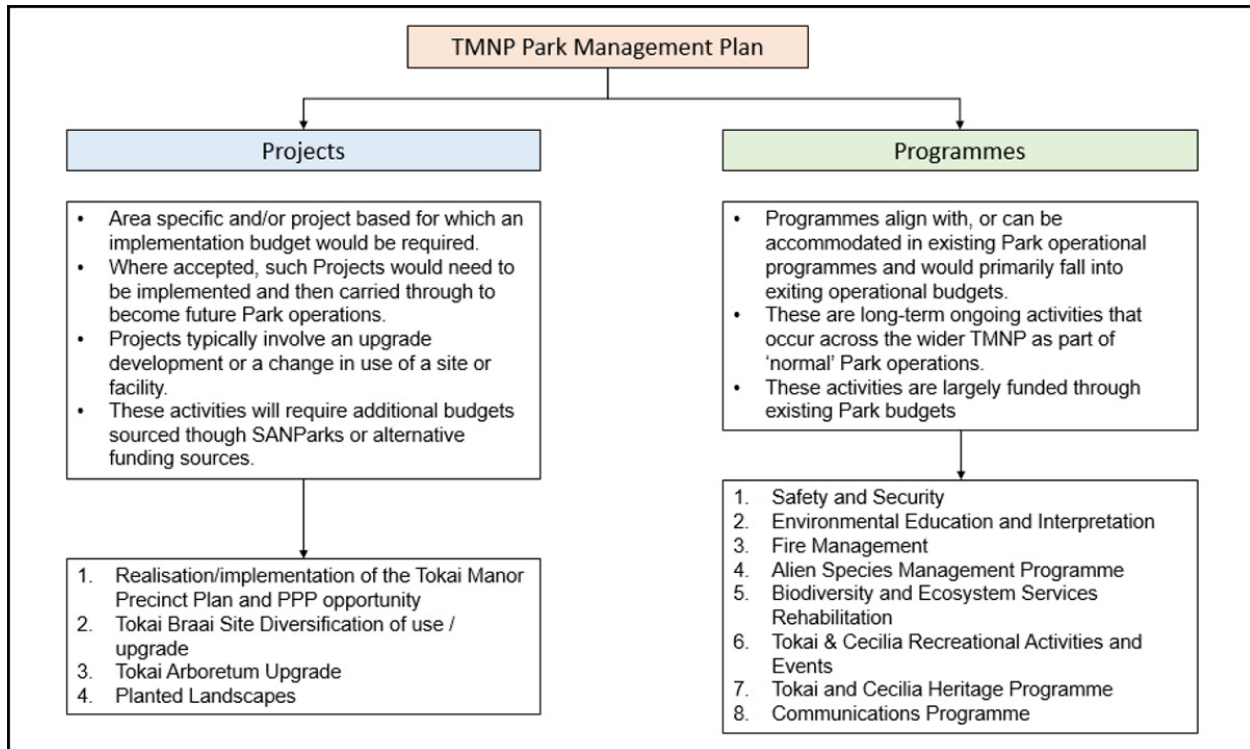 TMNP Park Management Plan
Projects
• Area specific and/or project based for which an
implementation budget would be required.
• Where accepted, such Projects would need to
be implemented and then carried through to
become future Park operations.
• Projects typically involve an upgrade
development or a change in use of a site or
facility.
• These activities will require additional budgets
sourced though SANParks or alternative
funding sources.
1. Realisation/implementation of the Tokai Manor
Precinct Plan and PPP opportunity
2. Tokai Braai Site Diversification of use /
upgrade
3. Tokai Arboretum Upgrade
4. Planted Landscapes
Programmes
• Programmes align with, or can be
accommodated in existing Park operational
programmes and would primarily fall into
exiting operational budgets.
• These are long-term ongoing activities that
occur across the wider TMNP as part of
‘normal’ Park operations.
• These activities are largely funded through
existing Park budgets
1. Safety and Security
2. Environmental Education and Interpretation
3. Fire Management
4. Alien Species Management Programme
5. Biodiversity and Ecosystem Services
Rehabilitation
6. Tokai & Cecilia Recreational Activities and
Events
7. Tokai and Cecilia Heritage Programme
8. Communications Programme